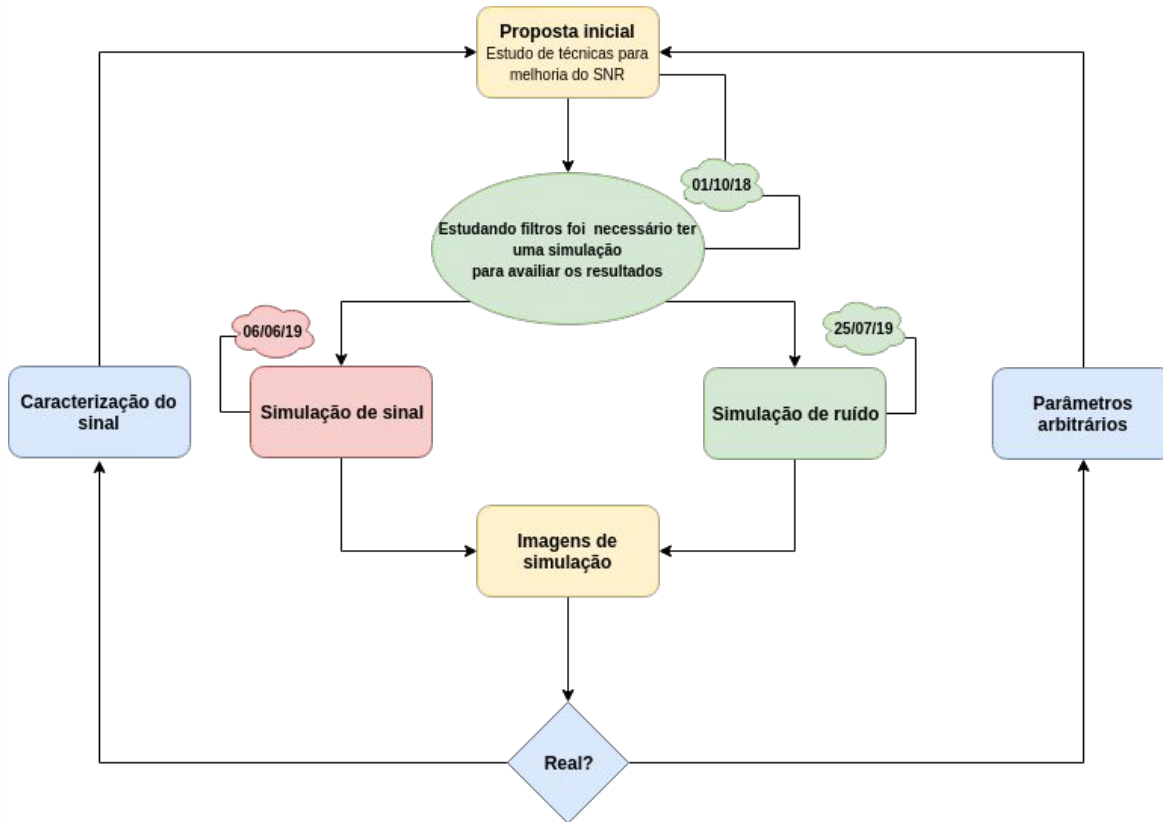 Proposta inicial
Estudo de técnicas para
melhoria do SNR
01/10/18
Estudando filtros foi necessário ter
uma simulação
para availiar os resultados
06/06/19
25/07/19
Caracterização do
sinal
Simulação de sinal
Simulação de ruído
Parâmetros
arbitrários
Imagens de
simulação
Real?